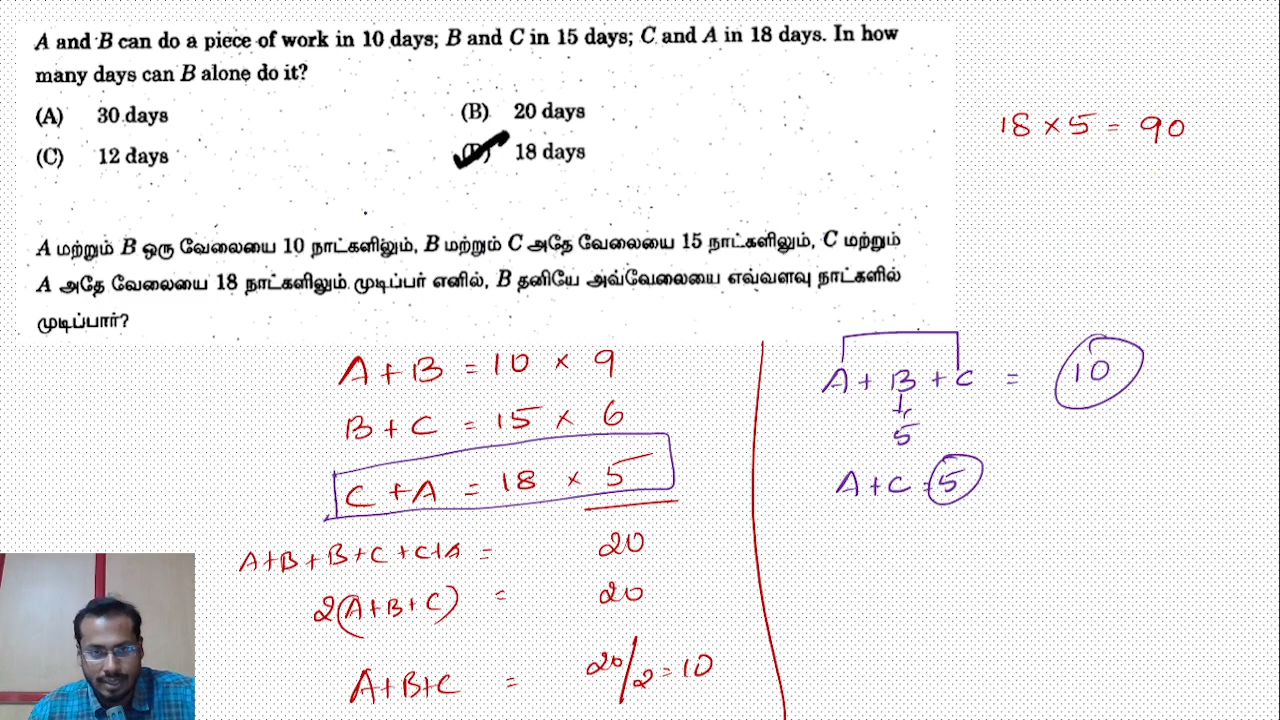 A and B can do a piece of work in 10 days; B and C in 15 days; C and A in 18 days. In how
many days can B alone do it?
(A) 30 days
(B) 20 days
(C) 12 days
18 days
A மற்றும் B ஒரு வேலையை 10 நாட்களிலும், B மற்றும் C அதே வேலையை 15 நாட்களிலும், C மற்றும்
A அதே வேலையை 18 நாட்களிலும் முடிப்பர் எனில், B தனியே அவ்வேலையை எவ்வளவு நாட்களில்
முடிப்பார்?
18 × 5 = 90
A + B = 10 × 9
B + C = 15 × 6
C + A = 18 × 5
A+B+B+C+C+A = 20
2(A+B+C) = 20
A+B+C = 20/2 = 10
A + B + C = 10
5
A + C = 5